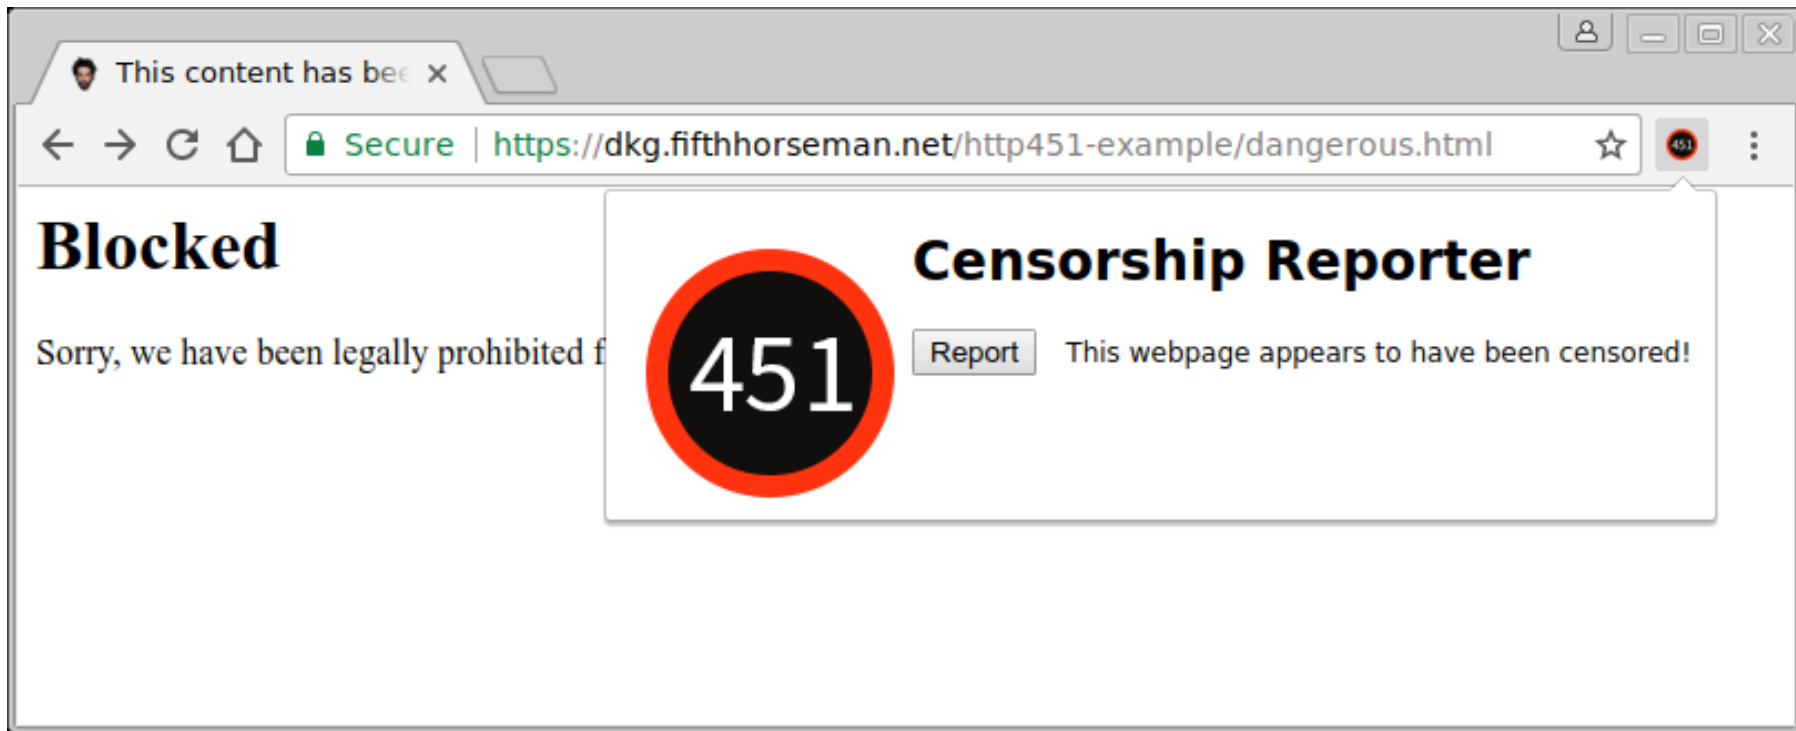 This content has bee
Secure https://dkg.fifthhorseman.net/http451-example/dangerous.html
451
Blocked
Sorry, we have been legally prohibited f
451
Censorship Reporter
Report This webpage appears to have been censored!